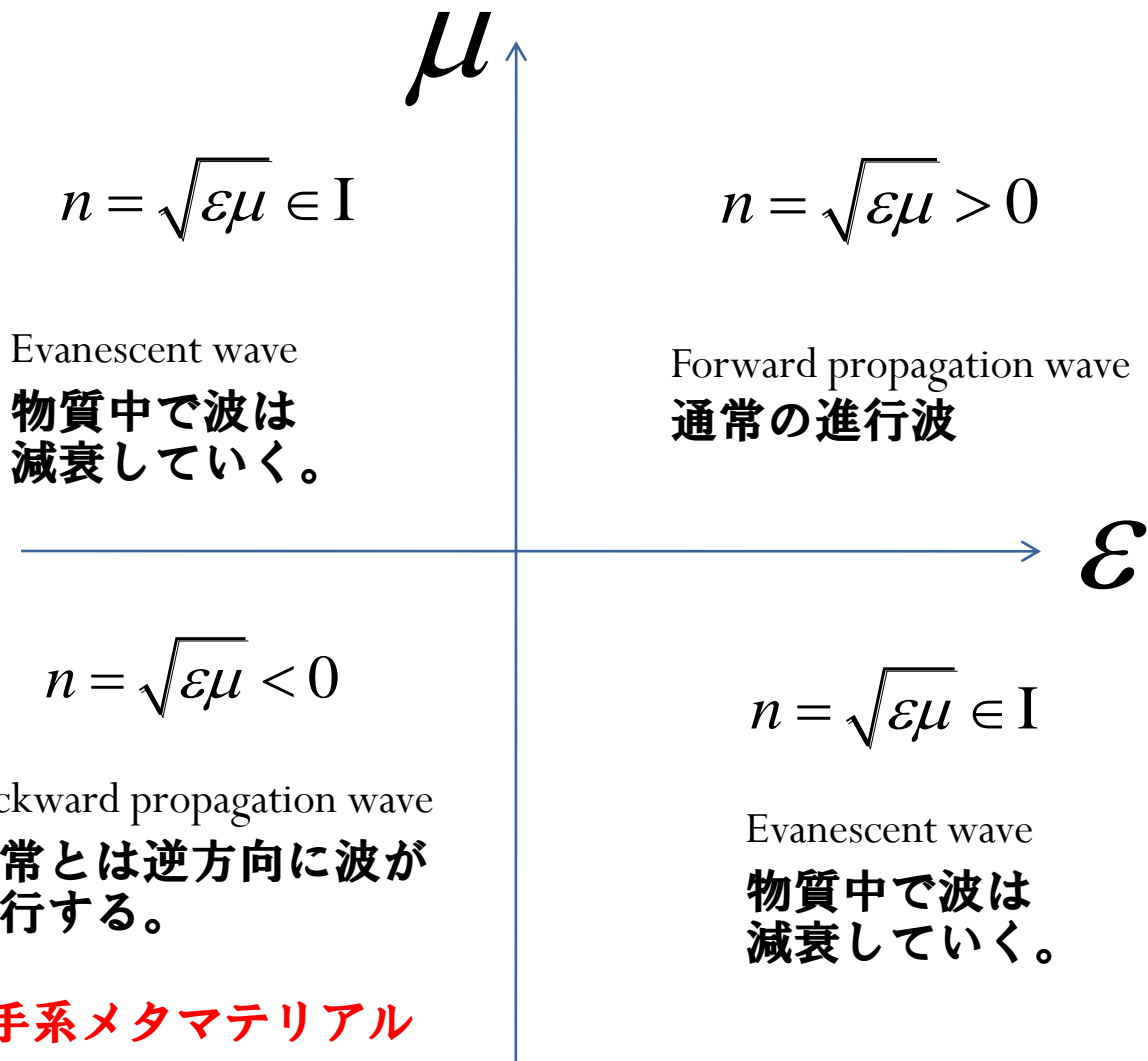 μ
n = √εμ ∈ I
Evanescent wave
物質中で波は
減衰していく。
n = √εμ > 0
Forward propagation wave
通常の進行波
ε
n = √εμ < 0
ckward propagation wave
常とは逆方向に波が
行する。
手系メタマテリアル
n = √εμ ∈ I
Evanescent wave
物質中で波は
減衰していく。